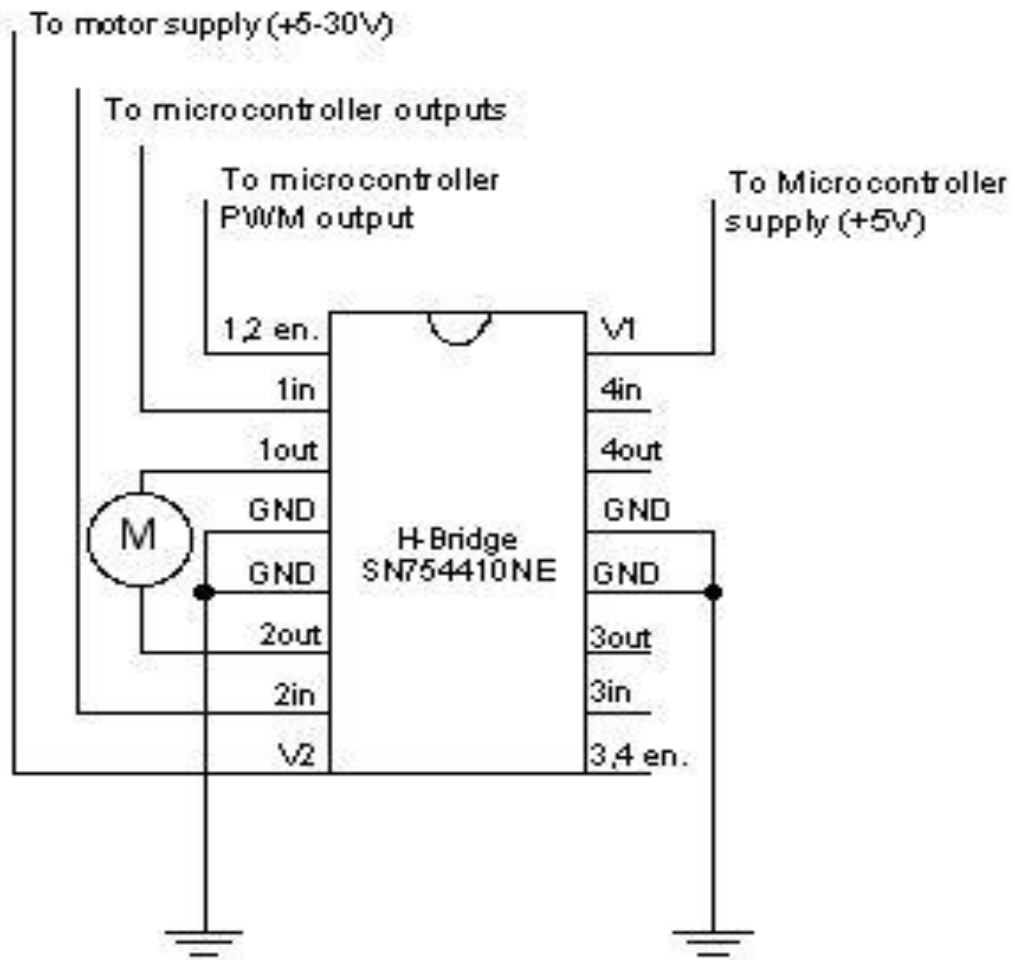 To motor supply (+5-30V)
To microcontroller outputs
To microcontroller
PWM output
To Microcontroller
supply (+5V)
1,2 en.
V1
1in
4in
1out
4out
GND
GND
M
H-Bridge
SN754410NE
GND
GND
2out
3out
2in
3in
V2
3,4 en.